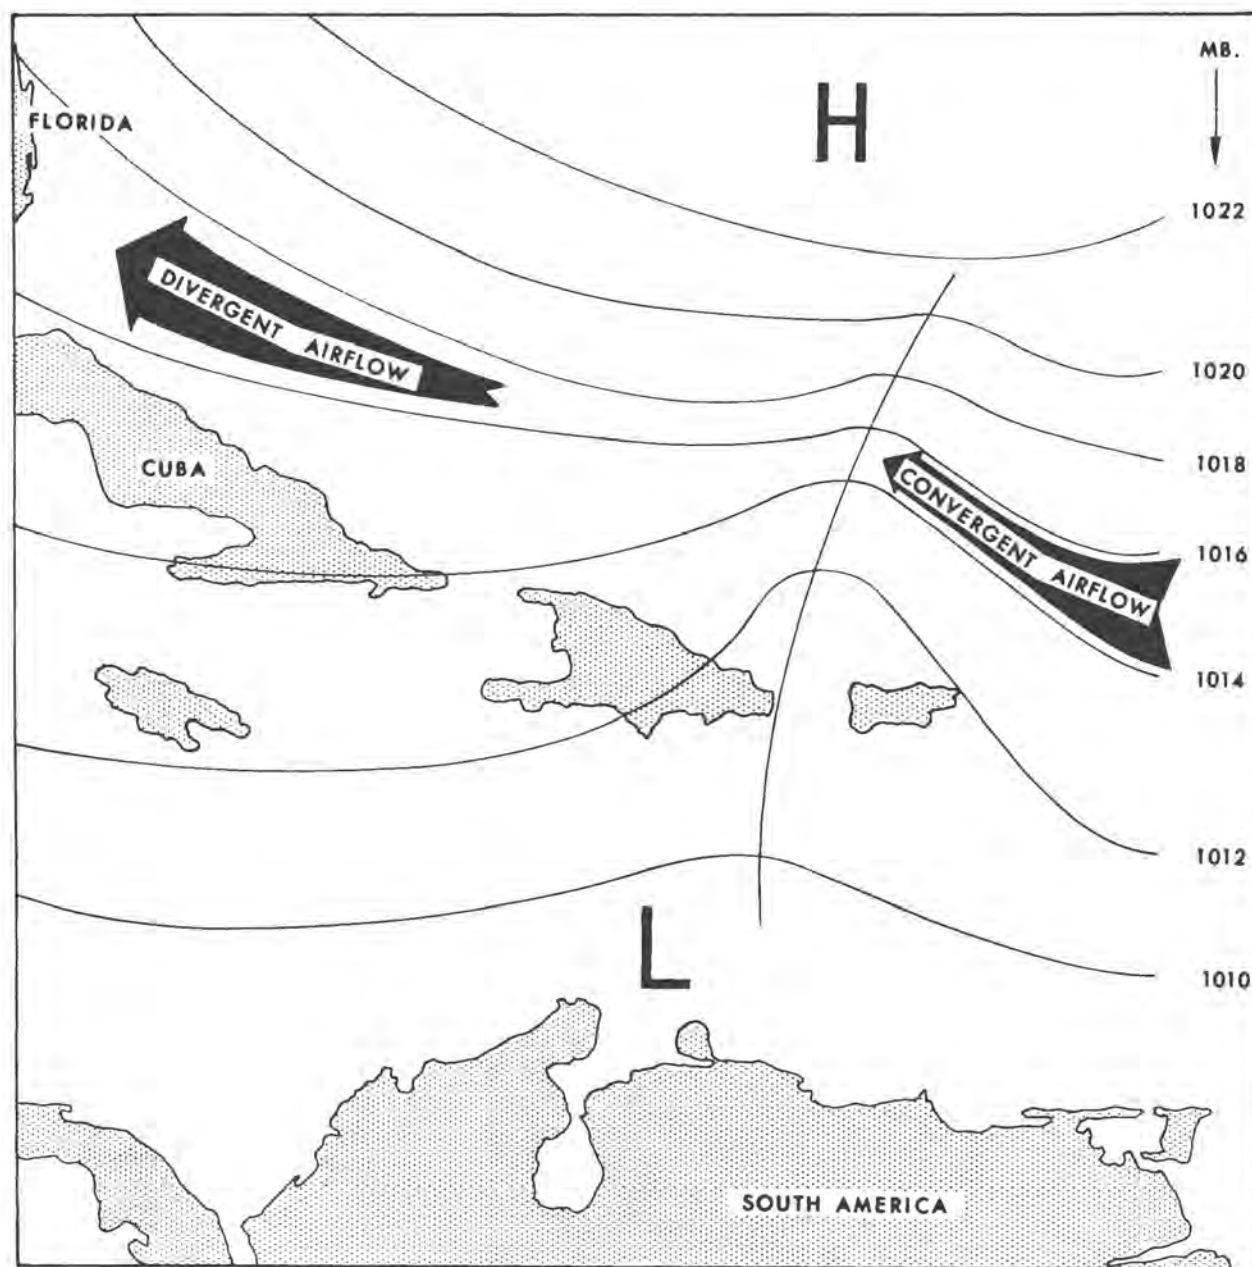 MB.
H
FLORIDA
1022
DIVERGENT AIRFLOW
1020
CUBA
1018
CONVERGENT AIRFLOW
1016
1014
1012
L
1010
SOUTH AMERICA